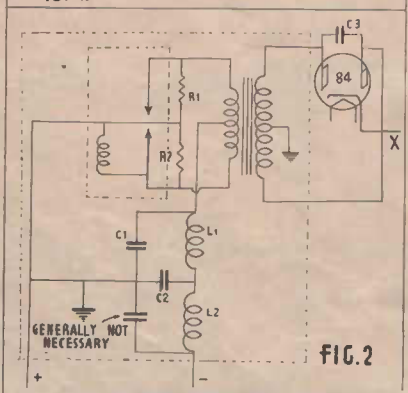 C3
84
R1
X
R2
C1
L1
C2
L2
GENERALLY NOT
NECESSARY
FIG.2
+
−